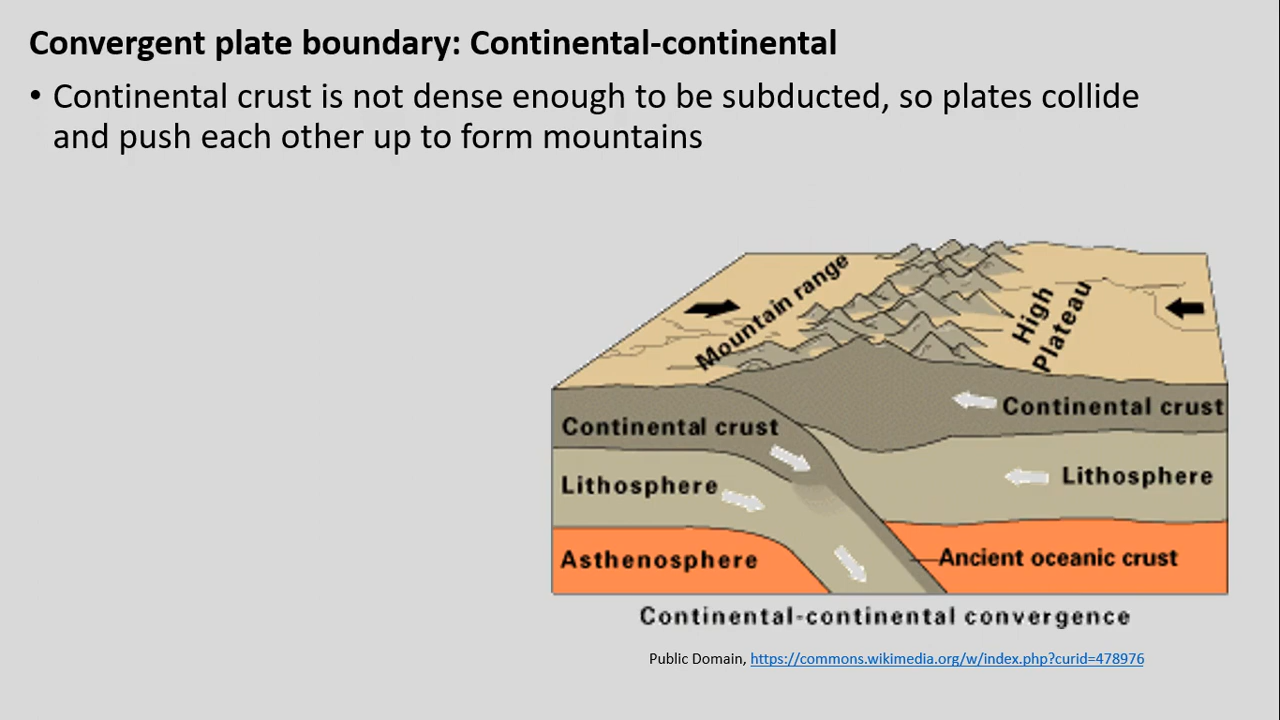 Convergent plate boundary: Continental-continental
• Continental crust is not dense enough to be subducted, so plates collide
and push each other up to form mountains
Mountain range
High
Plateau
Continental crust
Continental crust
Lithosphere
Lithosphere
Asthenosphere
Ancient oceanic crust
Continental-continental convergence
Public Domain, https://commons.wikimedia.org/w/index.php?curid=478976